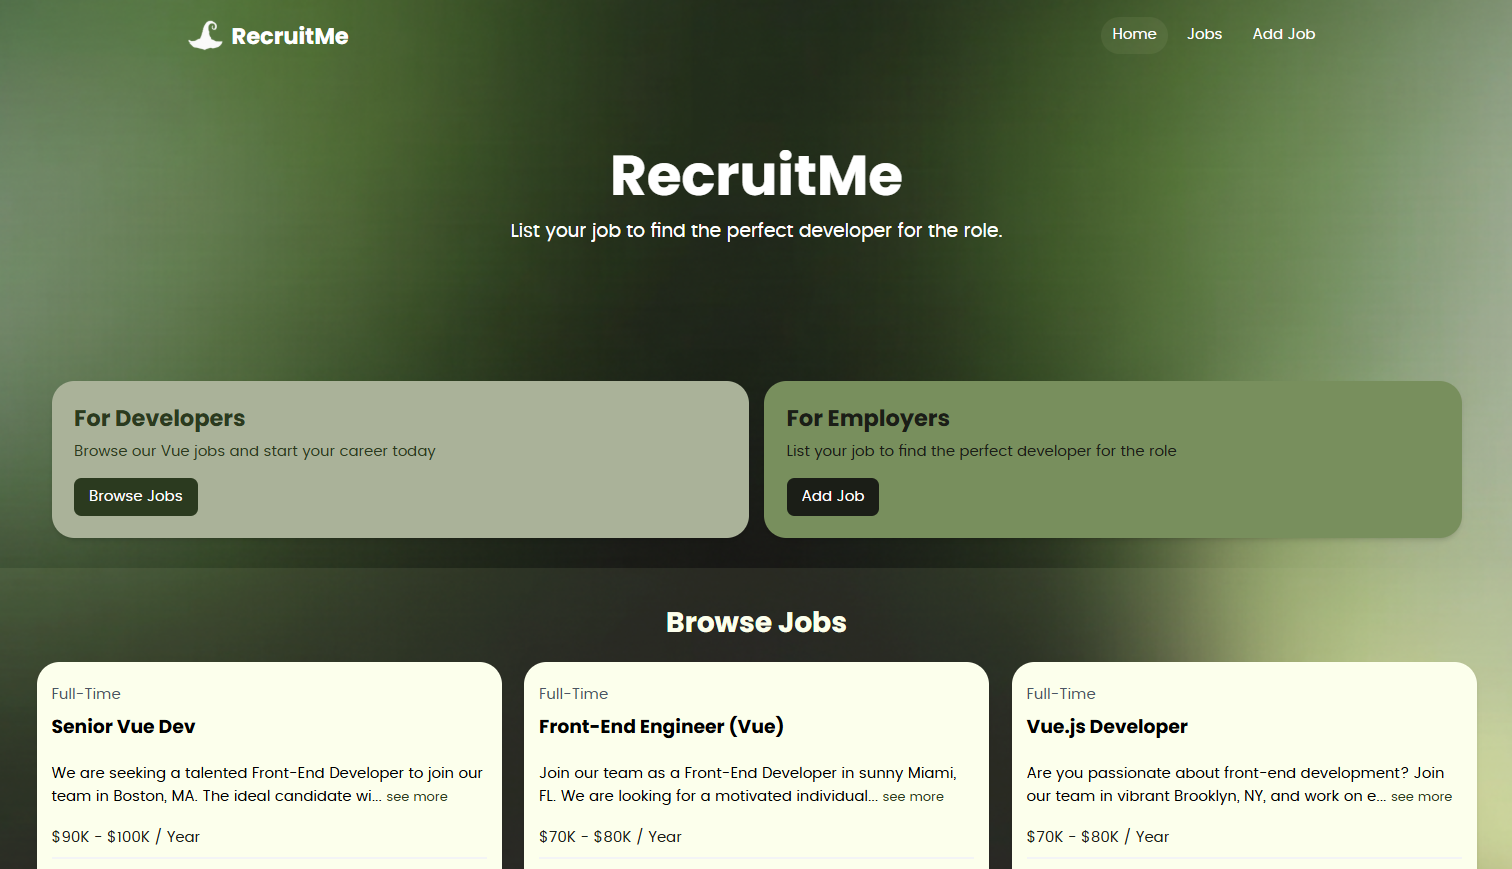 RecruitMe
Home Jobs Add Job
RecruitMe
List your job to find the perfect developer for the role.
For Developers
Browse our Vue jobs and start your career today
Browse Jobs
For Employers
List your job to find the perfect developer for the role
Add Job
Browse Jobs
Full-Time
Senior Vue Dev
We are seeking a talented Front-End Developer to join our
team in Boston, MA. The ideal candidate wi... see more
$90K - $100K / Year
Full-Time
Front-End Engineer (Vue)
Join our team as a Front-End Developer in sunny Miami,
FL. We are looking for a motivated individual... see more
$70K - $80K / Year
Full-Time
Vue.js Developer
Are you passionate about front-end development? Join
our team in vibrant Brooklyn, NY, and work on e... see more
$70K - $80K / Year